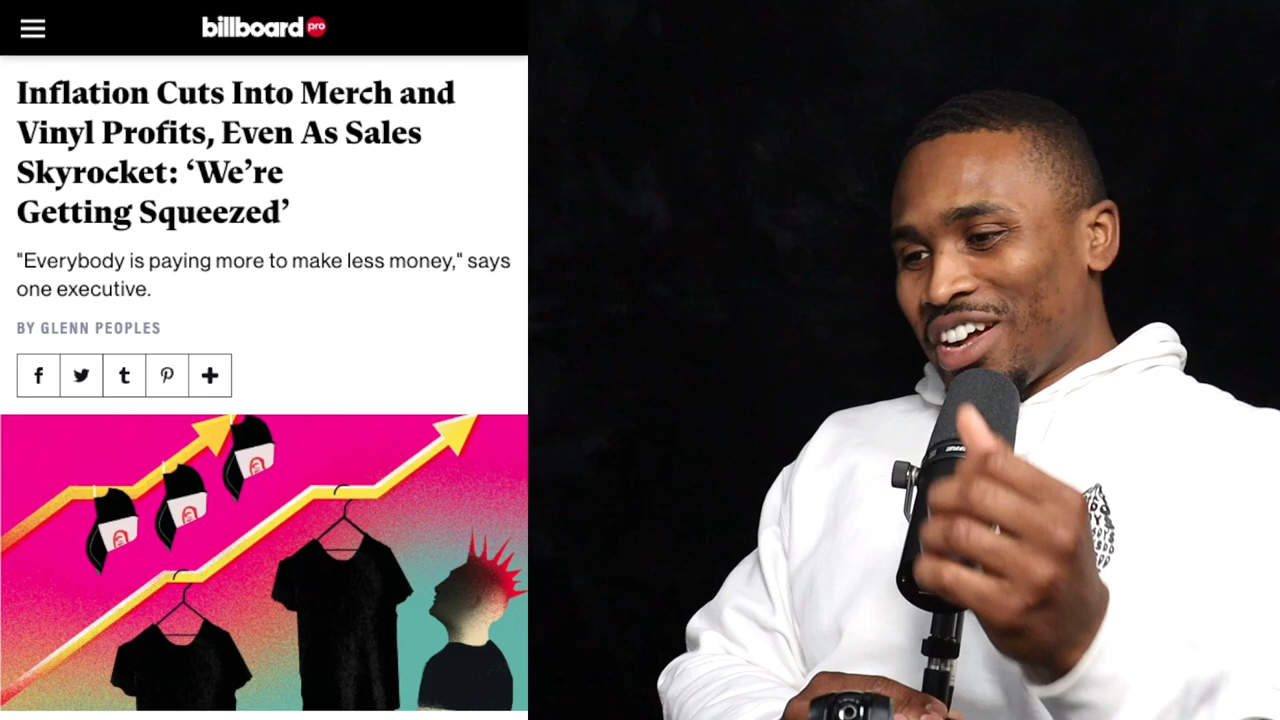 billboard pro
Inflation Cuts Into Merch and
Vinyl Profits, Even As Sales
Skyrocket: ‘We’re
Getting Squeezed’
"Everybody is paying more to make less money," says
one executive.
BY GLENN PEOPLES